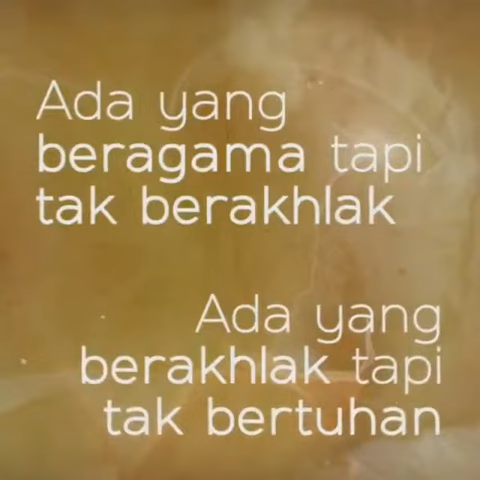 Ada yang
beragama tapi
tak berakhlak
Ada yang
berakhlak tapi
tak bertuhan